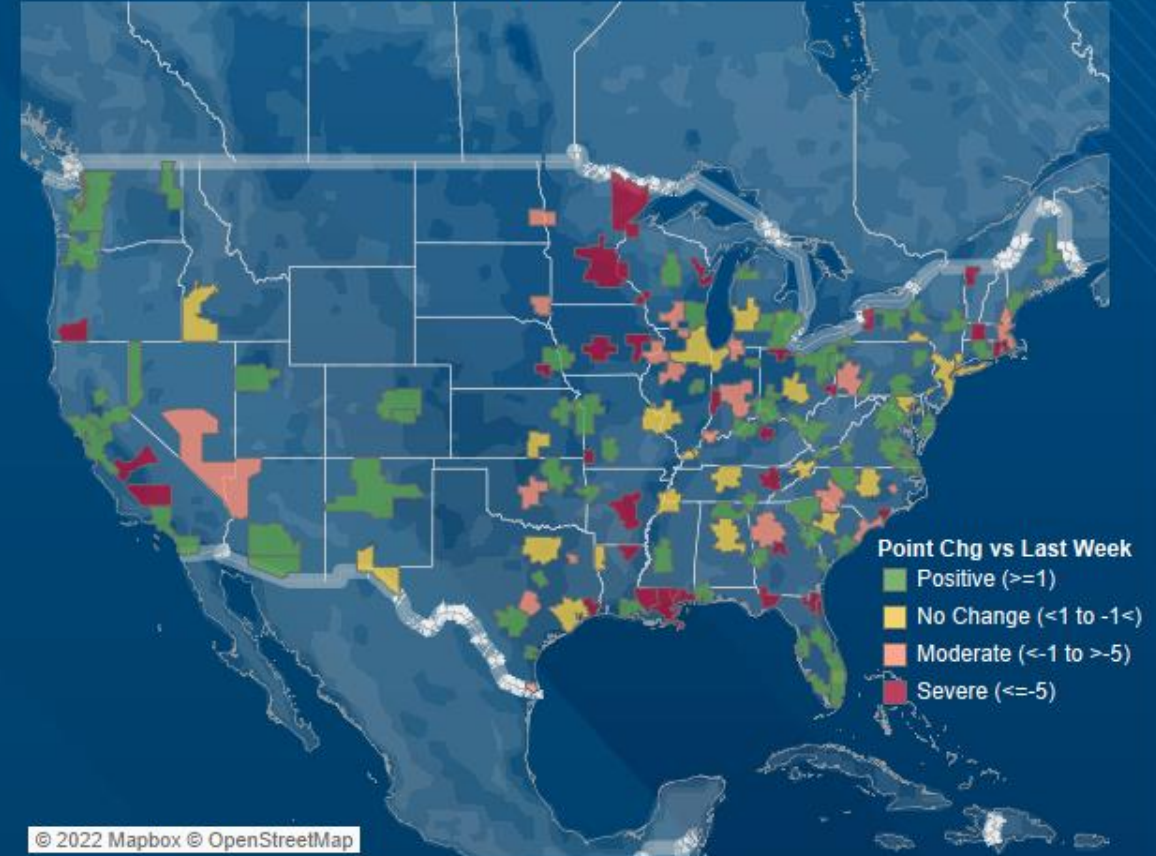 Point Chg vs Last Week
Positive (>=1)
No Change (<1 to -1<)
Moderate (<-1 to >-5)
Severe (<=-5)
© 2022 Mapbox © OpenStreetMap